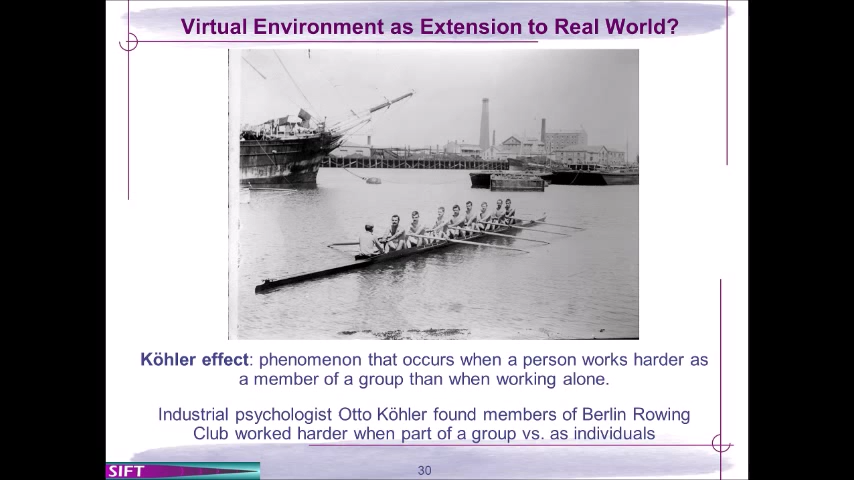 Virtual Environment as Extension to Real World?
Köhler effect: phenomenon that occurs when a person works harder as
a member of a group than when working alone.
Industrial psychologist Otto Köhler found members of Berlin Rowing
Club worked harder when part of a group vs. as individuals
SIFT
30